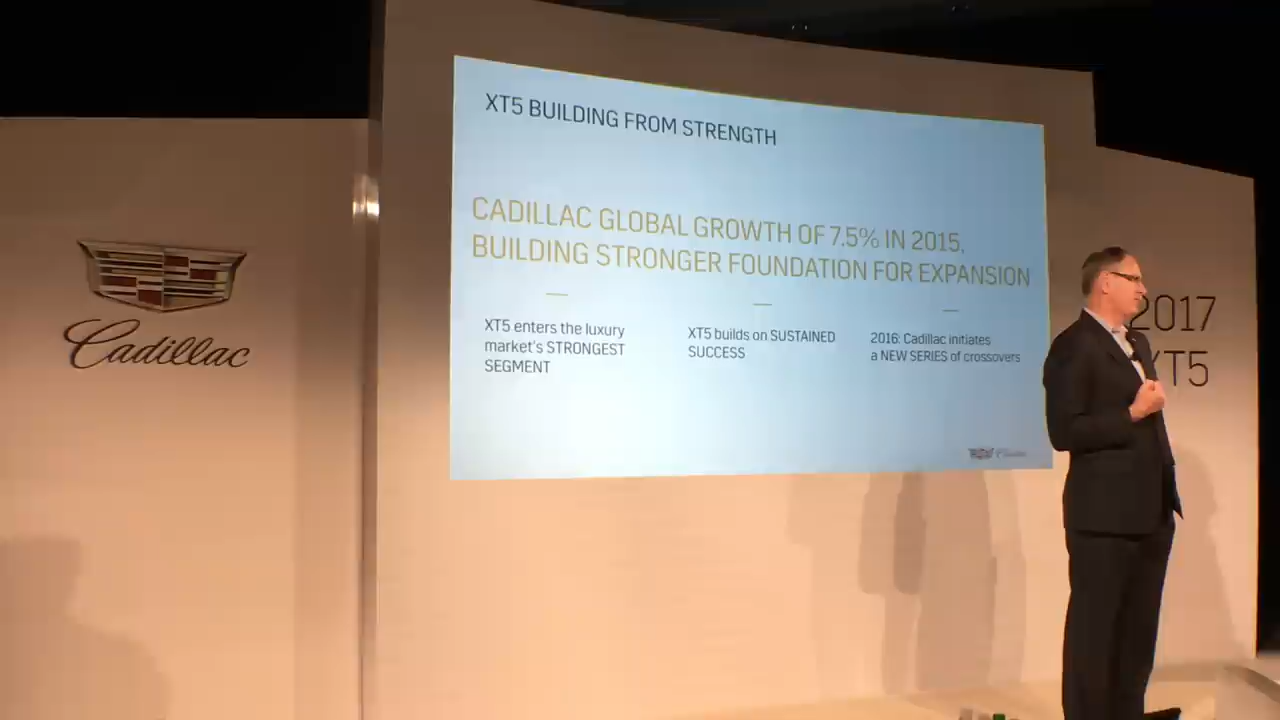 XT5 BUILDING FROM STRENGTH
CADILLAC GLOBAL GROWTH OF 7.5% IN 2015,
BUILDING STRONGER FOUNDATION FOR EXPANSION
XT5 enters the luxury
market's STRONGEST
SEGMENT
XT5 builds on SUSTAINED
SUCCESS
2016: Cadillac initiates
a NEW SERIES of crossovers
Cadillac
Cadillac
2017
XT5